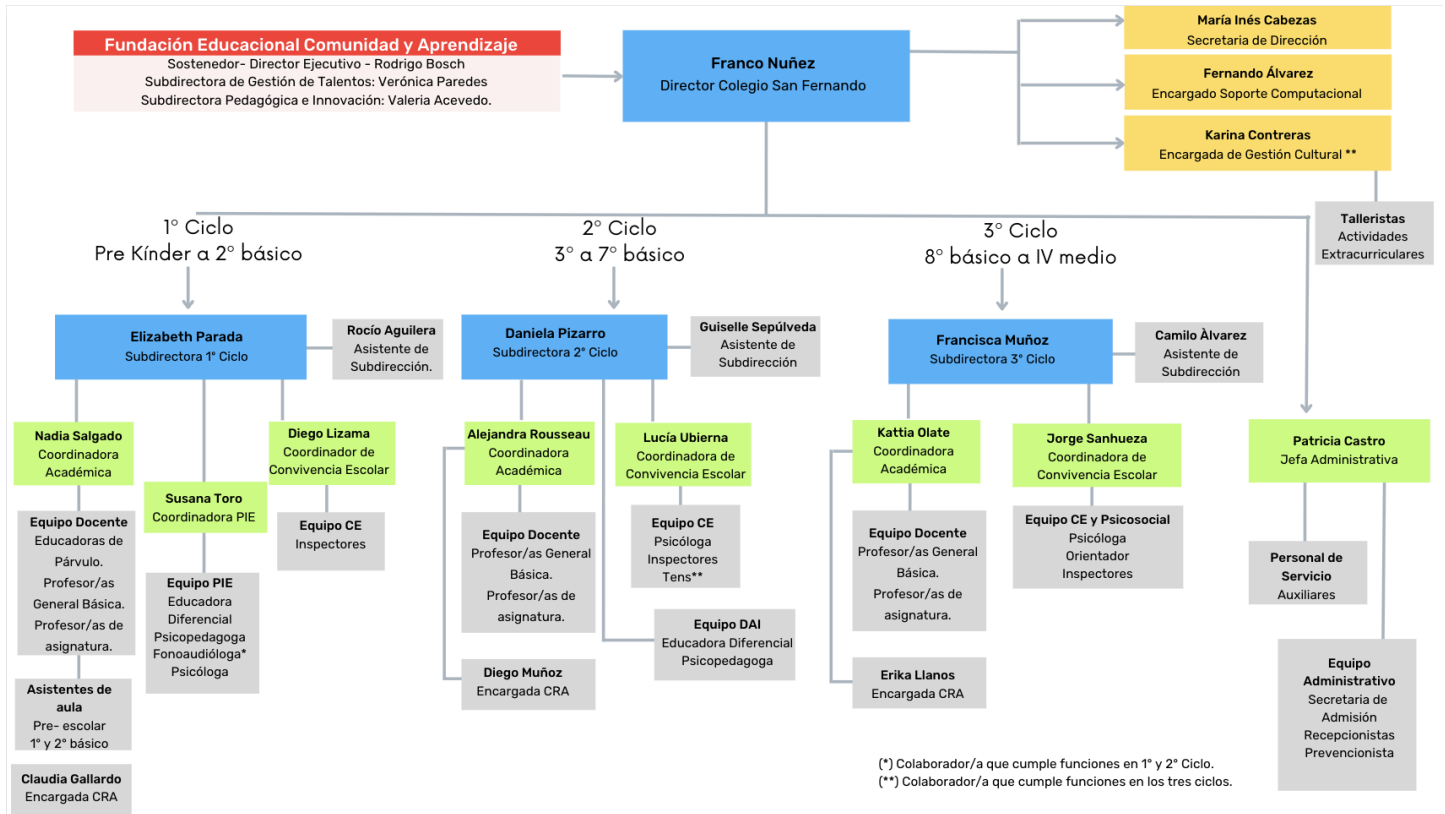 Fundación Educacional Comunidad y Aprendizaje
Sostenedor- Director Ejecutivo - Rodrigo Bosch
Subdirectora de Gestión de Talentos: Verónica Paredes
Subdirectora Pedagógica e Innovación: Valeria Acevedo.
Franco Nuñez
Director Colegio San Fernando
María Inés Cabezas
Secretaria de Dirección
Fernando Álvarez
Encargado Soporte Computacional
Karina Contreras
Encargada de Gestión Cultural **
Talleristas
Actividades
Extracurriculares
1° Ciclo
Pre Kínder a 2° básico
2° Ciclo
3° a 7° básico
3° Ciclo
8° básico a IV medio
Elizabeth Parada
Subdirectora 1° Ciclo
Rocío Aguilera
Asistente de
Subdirección.
Daniela Pizarro
Subdirectora 2° Ciclo
Guiselle Sepúlveda
Asistente de
Subdirección
Francisca Muñoz
Subdirectora 3° Ciclo
Camilo Àlvarez
Asistente de
Subdirección
Nadia Salgado
Coordinadora
Académica
Susana Toro
Coordinadora PIE
Diego Lizama
Coordinador de
Convivencia Escolar
Alejandra Rousseau
Coordinadora
Académica
Lucía Ubierna
Coordinadora de
Convivencia Escolar
Kattia Olate
Coordinadora
Académica
Jorge Sanhueza
Coordinadora de
Convivencia Escolar
Patricia Castro
Jefa Administrativa
Equipo Docente
Educadoras de
Párvulo.
Profesor/as
General Básica.
Profesor/as de
asignatura.
Equipo PIE
Educadora
Diferencial
Psicopedagoga
Fonoaudióloga*
Psicóloga
Equipo CE
Inspectores
Equipo Docente
Profesor/as General
Básica.
Profesor/as de
asignatura.
Equipo CE
Psicóloga
Inspectores
Tens**
Equipo DAI
Educadora Diferencial
Psicopedagoga
Equipo Docente
Profesor/as General
Básica.
Profesor/as de
asignatura.
Equipo CE y Psicosocial
Psicóloga
Orientador
Inspectores
Personal de
Servicio
Auxiliares
Asistentes de
aula
Pre- escolar
1° y 2° básico
Claudia Gallardo
Encargada CRA
Diego Muñoz
Encargada CRA
Erika Llanos
Encargada CRA
Equipo
Administrativo
Secretaria de
Admisión
Recepcionistas
Prevencionista
(*) Colaborador/a que cumple funciones en 1° y 2° Ciclo.
(**) Colaborador/a que cumple funciones en los tres ciclos.